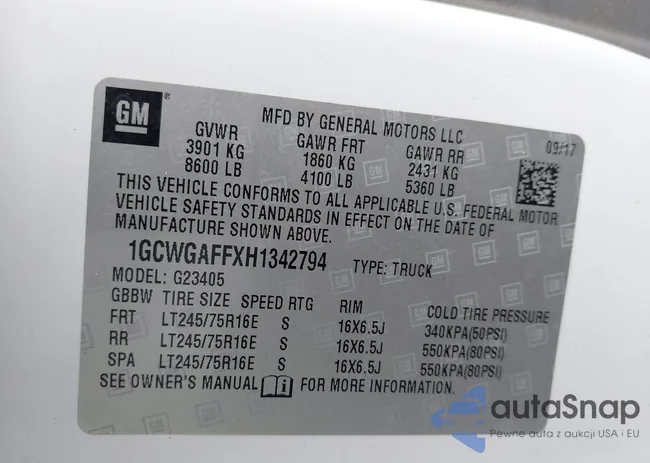 GM
®
MFD BY GENERAL MOTORS LLC
09/17
GVWR GAWR FRT GAWR RR
3901 KG 1860 KG 2431 KG
8600 LB 4100 LB 5360 LB
THIS VEHICLE CONFORMS TO ALL APPLICABLE U.S. FEDERAL MOTOR
VEHICLE SAFETY STANDARDS IN EFFECT ON THE DATE OF
MANUFACTURE SHOWN ABOVE.
1GCWGAFFXH1342794 TYPE: TRUCK
MODEL: G23405
GBBW TIRE SIZE SPEED RTG RIM COLD TIRE PRESSURE
FRT LT245/75R16E S 16X6.5J 340KPA(50PSI)
RR LT245/75R16E S 16X6.5J 550KPA(80PSI)
SPA LT245/75R16E S 16X6.5J 550KPA(80PSI)
SEE OWNER'S MANUAL FOR MORE INFORMATION.
autaSnap
Pewne auta z aukcji USA i EU